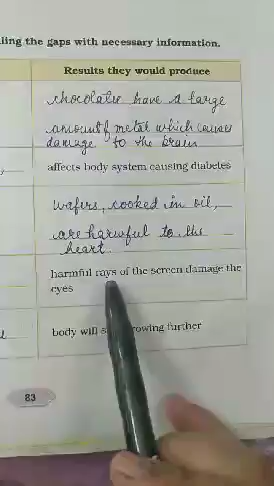 ling the gaps with necessary information.
Results they would produce
chocolates have a large
amount of metal which causes
damage to the brain
affects body system causing diabetes
wafers, cooked in oil,
are harmful to the
heart
harmful rays of the screen damage the
eyes
body will rowing further
83